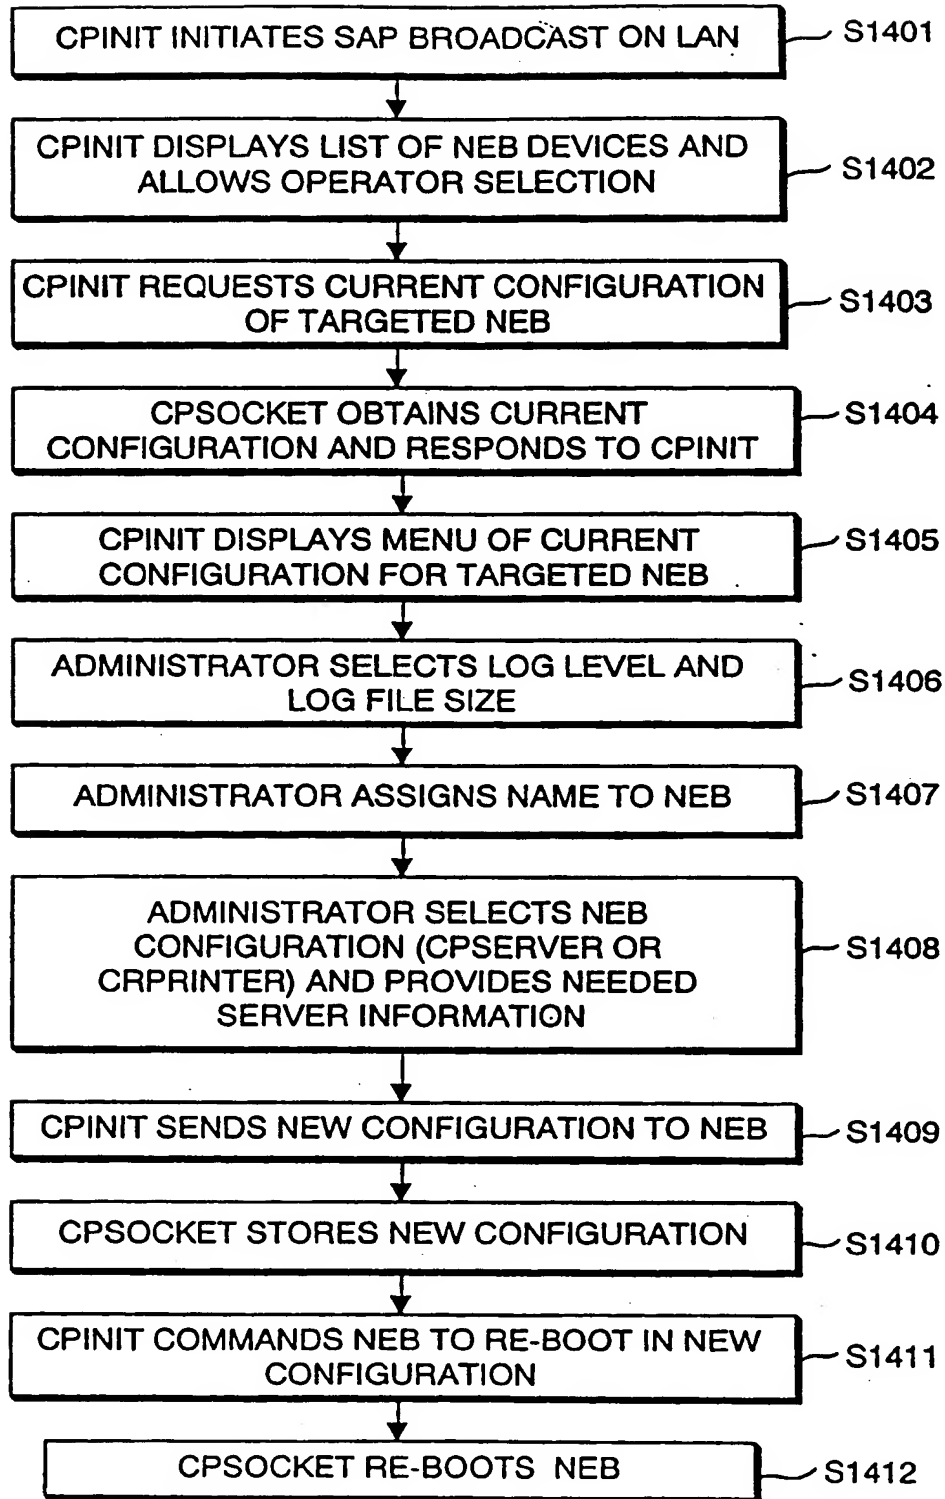 CPINIT INITIATES SAP BROADCAST ON LAN
S1401
CPINIT DISPLAYS LIST OF NEB DEVICES AND
ALLOWS OPERATOR SELECTION
S1402
CPINIT REQUESTS CURRENT CONFIGURATION
OF TARGETED NEB
S1403
CPSOCKET OBTAINS CURRENT
CONFIGURATION AND RESPONDS TO CPINIT
S1404
CPINIT DISPLAYS MENU OF CURRENT
CONFIGURATION FOR TARGETED NEB
S1405
ADMINISTRATOR SELECTS LOG LEVEL AND
LOG FILE SIZE
S1406
ADMINISTRATOR ASSIGNS NAME TO NEB
S1407
ADMINISTRATOR SELECTS NEB
CONFIGURATION (CPSERVER OR
CRPRINTER) AND PROVIDES NEEDED
SERVER INFORMATION
S1408
CPINIT SENDS NEW CONFIGURATION TO NEB
S1409
CPSOCKET STORES NEW CONFIGURATION
S1410
CPINIT COMMANDS NEB TO RE-BOOT IN NEW
CONFIGURATION
S1411
CPSOCKET RE-BOOTS NEB
S1412